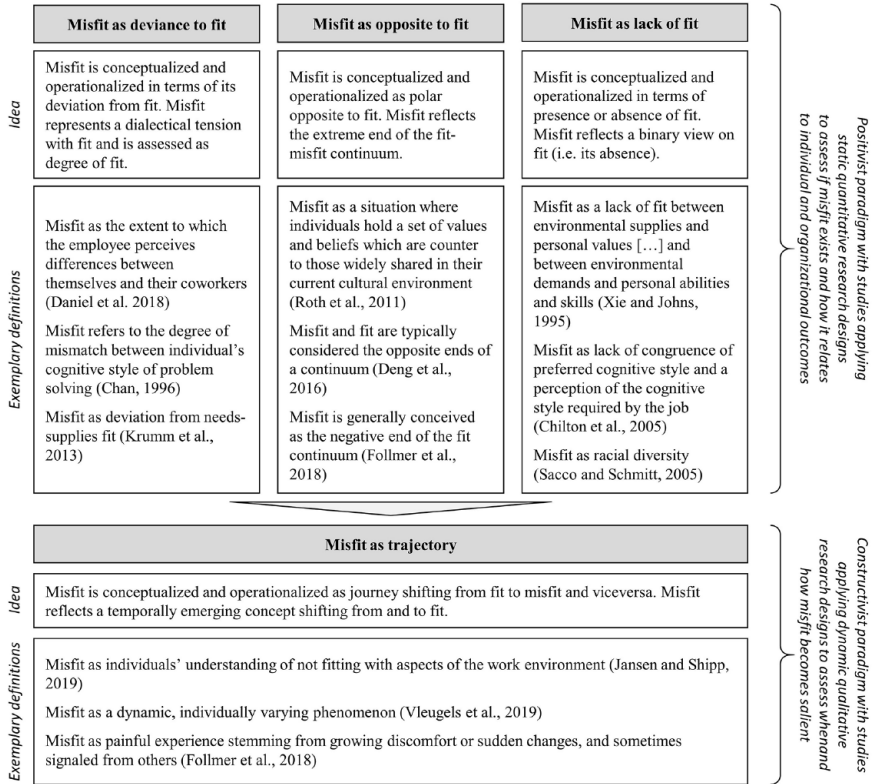 Misfit as deviance to fit
Misfit as opposite to fit
Misfit as lack of fit
Idea
Misfit is conceptualized and
operationalized in terms of its
deviation from fit. Misfit
represents a dialectical tension
with fit and is assessed as
degree of fit.
Misfit is conceptualized and
operationalized as polar
opposite to fit. Misfit reflects
the extreme end of the fit-
misfit continuum.
Misfit is conceptualized and
operationalized in terms of
presence or absence of fit.
Misfit reflects a binary view on
fit (i.e. its absence).
Exemplary definitions
Misfit as the extent to which
the employee perceives
differences between
themselves and their coworkers
(Daniel et al. 2018)
Misfit refers to the degree of
mismatch between individual's
cognitive style of problem
solving (Chan, 1996)
Misfit as deviation from needs-
supplies fit (Krumm et al.,
2013)
Misfit as a situation where
individuals hold a set of values
and beliefs which are counter
to those widely shared in their
current cultural environment
(Roth et al., 2011)
Misfit and fit are typically
considered the opposite ends of
a continuum (Deng et al.,
2016)
Misfit is generally conceived
as the negative end of the fit
continuum (Follmer et al.,
2018)
Misfit as a lack of fit between
environmental supplies and
personal values […] and
between environmental
demands and personal abilities
and skills (Xie and Johns,
1995)
Misfit as lack of congruence of
preferred cognitive style and a
perception of the cognitive
style required by the job
(Chilton et al., 2005)
Misfit as racial diversity
(Sacco and Schmitt, 2005)
Positivist paradigm with studies applying
static quantitative research designs
to assess if misfit exists and how it relates
to individual and organizational outcomes
Misfit as trajectory
Idea
Misfit is conceptualized and operationalized as journey shifting from fit to misfit and viceversa. Misfit
reflects a temporally emerging concept shifting from and to fit.
Exemplary definitions
Misfit as individuals' understanding of not fitting with aspects of the work environment (Jansen and Shipp,
2019)
Misfit as a dynamic, individually varying phenomenon (Vleugels et al., 2019)
Misfit as painful experience stemming from growing discomfort or sudden changes, and sometimes
signaled from others (Follmer et al., 2018)
Constructivist paradigm with studies
applying dynamic qualitative
research designs to assess whenand
how misfit becomes salient